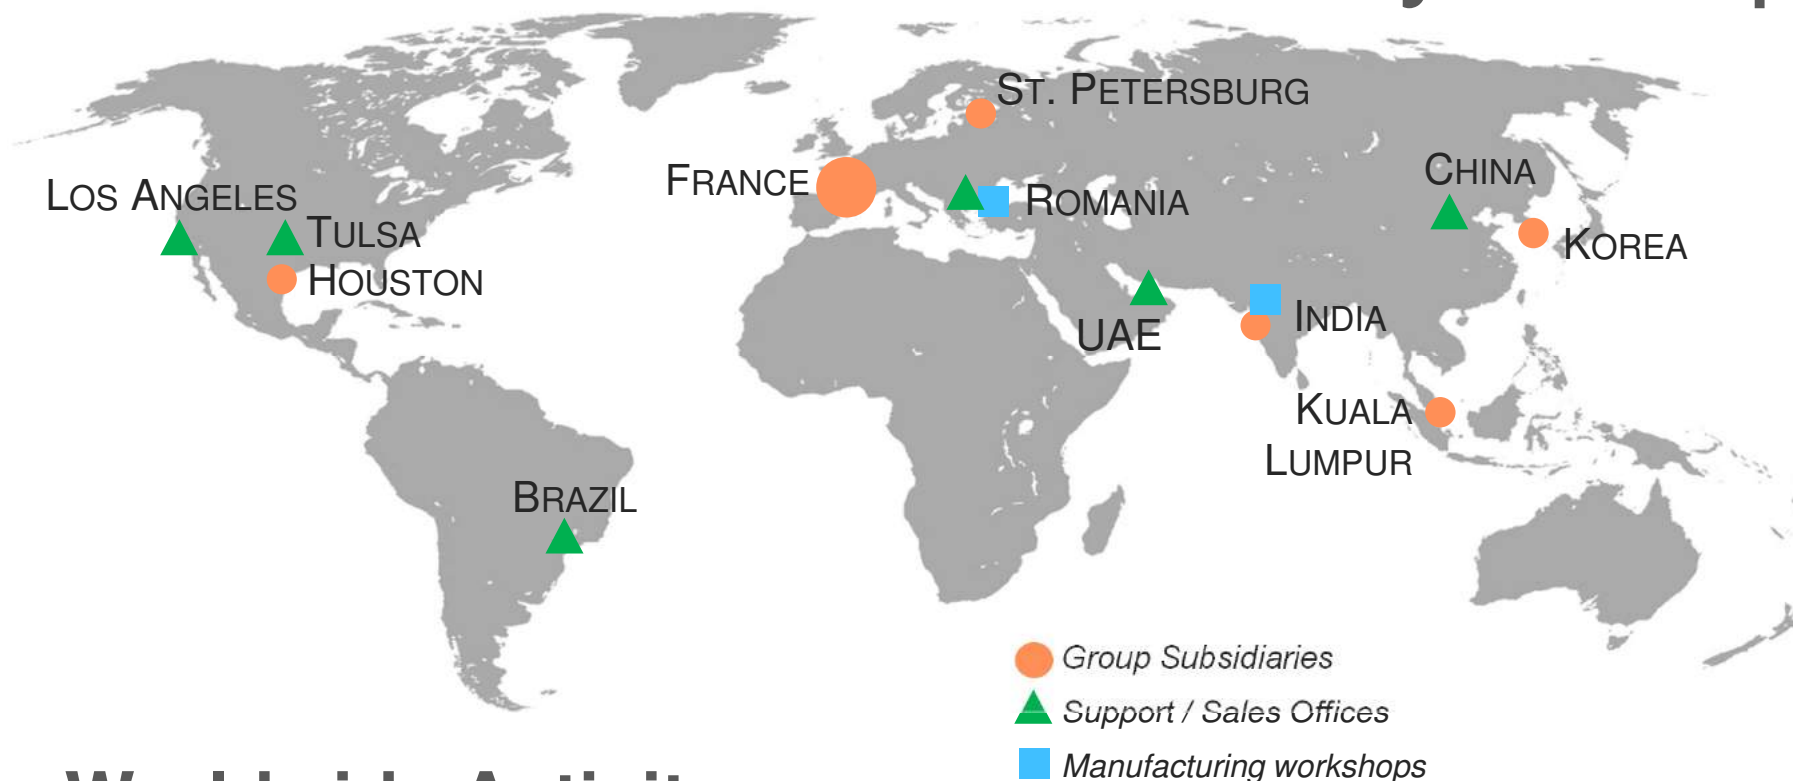 ST. PETERSBURG
CHINA
FRANCE
LOS ANGELES
ROMANIA
TULSA
KOREA
HOUSTON
INDIA
UAE
KUALA
LUMPUR
BRAZIL
Group Subsidiaries
Support / Sales Offices
Manufacturing workshops